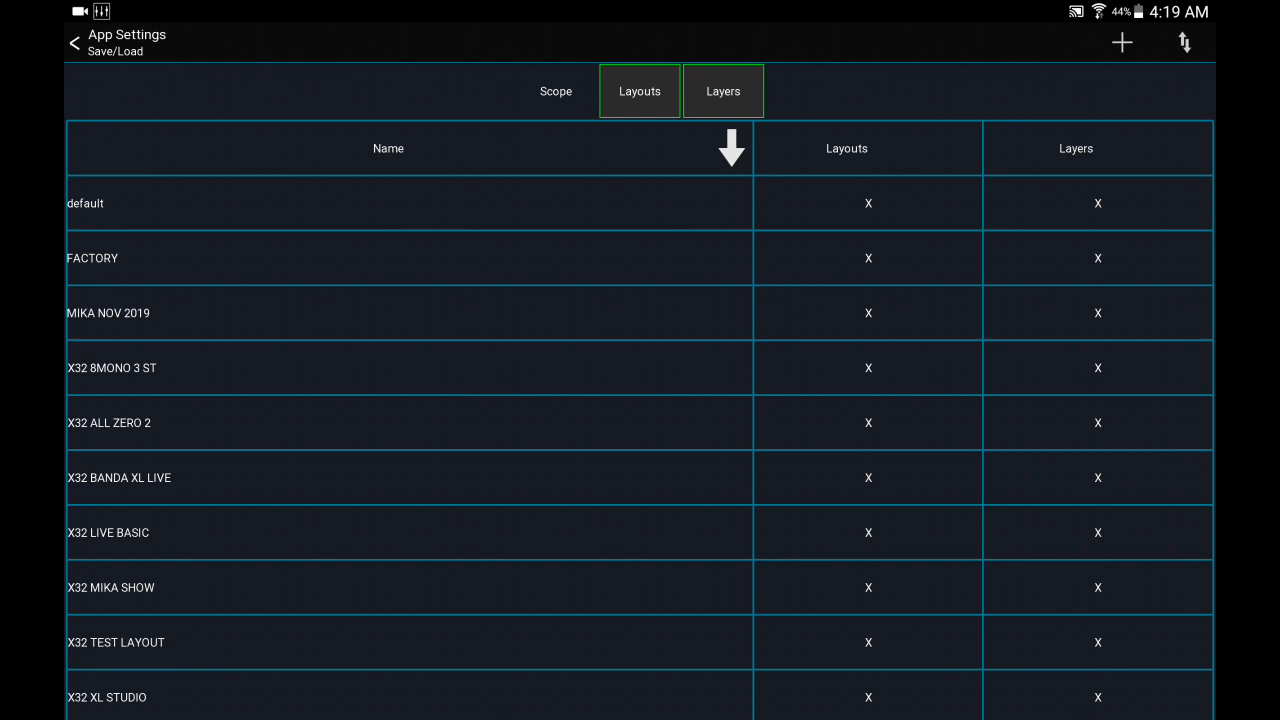 44% 4:19 AM
App Settings
Save/Load
Scope Layouts Layers
Name Layouts Layers
default X X
FACTORY X X
MIKA NOV 2019 X X
X32 8MONO 3 ST X X
X32 ALL ZERO 2 X X
X32 BANDA XL LIVE X X
X32 LIVE BASIC X X
X32 MIKA SHOW X X
X32 TEST LAYOUT X X
X32 XL STUDIO X X